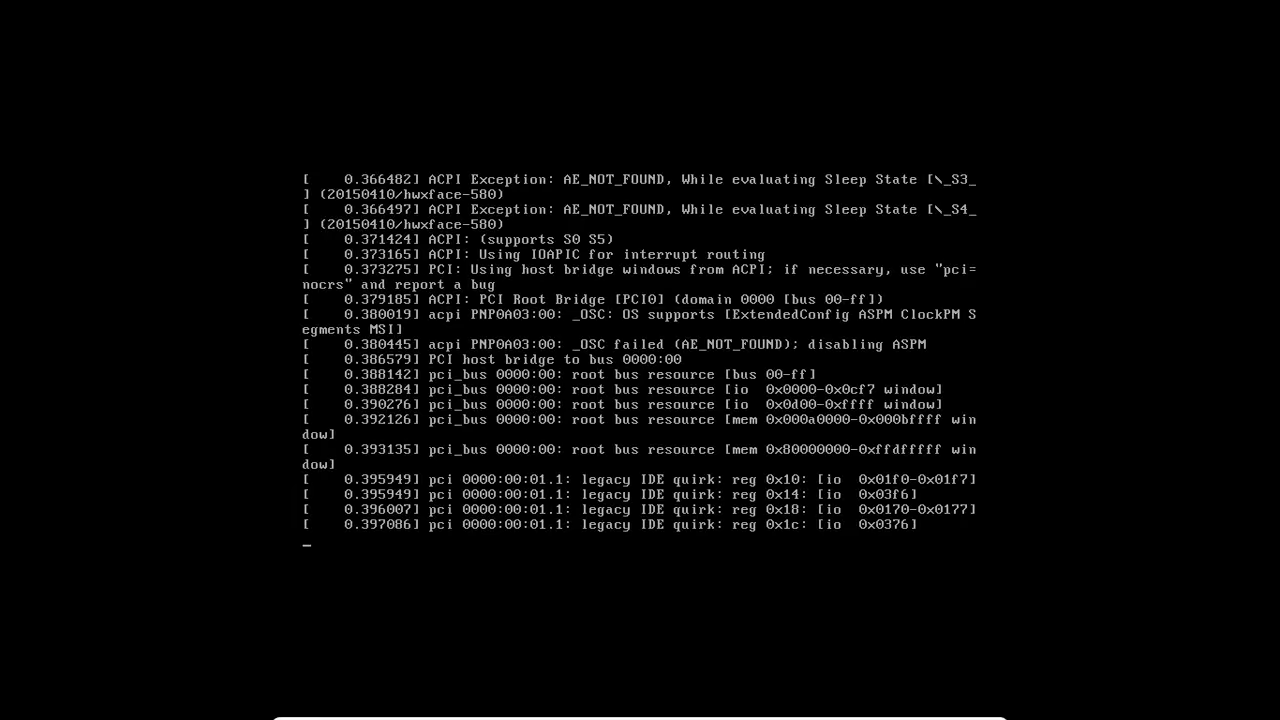 [    0.366482] ACPI Exception: AE_NOT_FOUND, While evaluating Sleep State [\_S3_
] (20150410/hwxface-580)
[    0.366497] ACPI Exception: AE_NOT_FOUND, While evaluating Sleep State [\_S4_
] (20150410/hwxface-580)
[    0.371424] ACPI: (supports S0 S5)
[    0.373165] ACPI: Using IOAPIC for interrupt routing
[    0.373275] PCI: Using host bridge windows from ACPI; if necessary, use "pci=
nocrs" and report a bug
[    0.379185] ACPI: PCI Root Bridge [PCI0] (domain 0000 [bus 00-ff])
[    0.380019] acpi PNP0A03:00: _OSC: OS supports [ExtendedConfig ASPM ClockPM S
egments MSI]
[    0.380445] acpi PNP0A03:00: _OSC failed (AE_NOT_FOUND); disabling ASPM
[    0.386579] PCI host bridge to bus 0000:00
[    0.388142] pci_bus 0000:00: root bus resource [bus 00-ff]
[    0.388284] pci_bus 0000:00: root bus resource [io  0x0000-0x0cf7 window]
[    0.390276] pci_bus 0000:00: root bus resource [io  0x0d00-0xffff window]
[    0.392126] pci_bus 0000:00: root bus resource [mem 0x000a0000-0x000bffff win
dow]
[    0.393135] pci_bus 0000:00: root bus resource [mem 0x80000000-0xffdfffff win
dow]
[    0.395949] pci 0000:00:01.1: legacy IDE quirk: reg 0x10: [io  0x01f0-0x01f7]
[    0.395949] pci 0000:00:01.1: legacy IDE quirk: reg 0x14: [io  0x03f6]
[    0.396007] pci 0000:00:01.1: legacy IDE quirk: reg 0x18: [io  0x0170-0x0177]
[    0.397086] pci 0000:00:01.1: legacy IDE quirk: reg 0x1c: [io  0x0376]
_